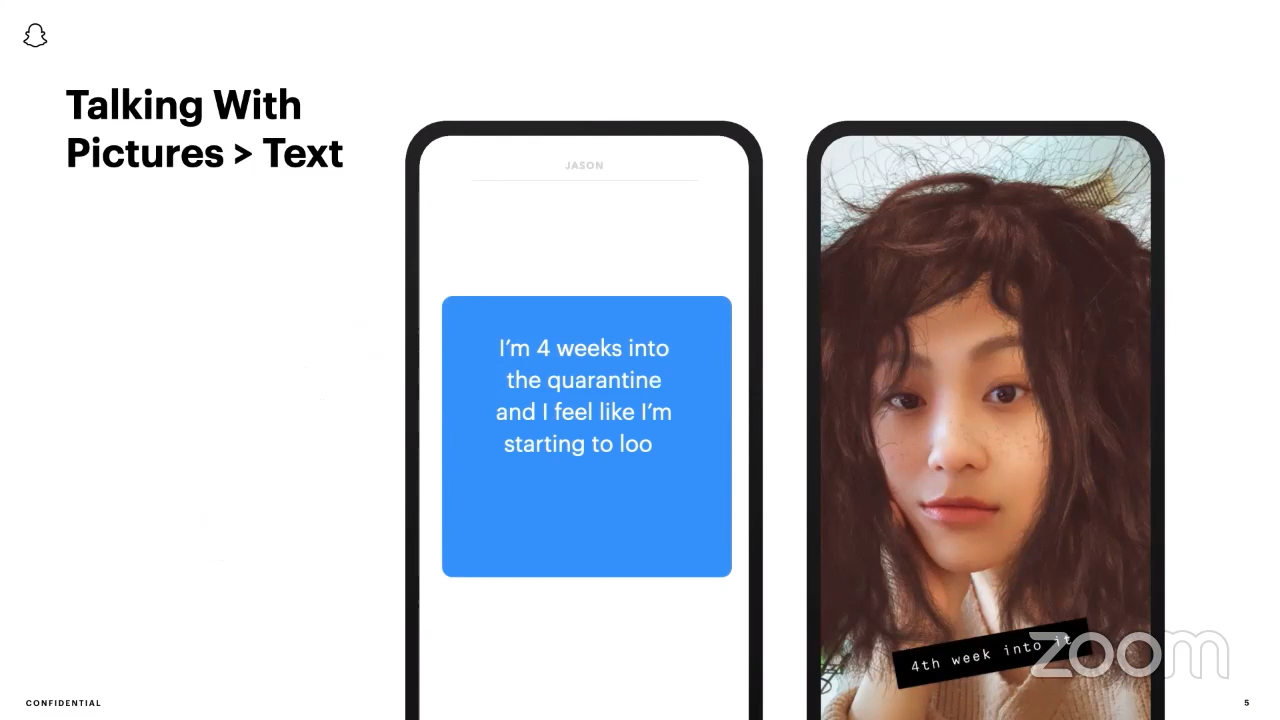 Talking With
Pictures > Text
JASON
I’m 4 weeks into
the quarantine
and I feel like I’m
starting to loo
4th week into it
zoom
CONFIDENTIAL
5